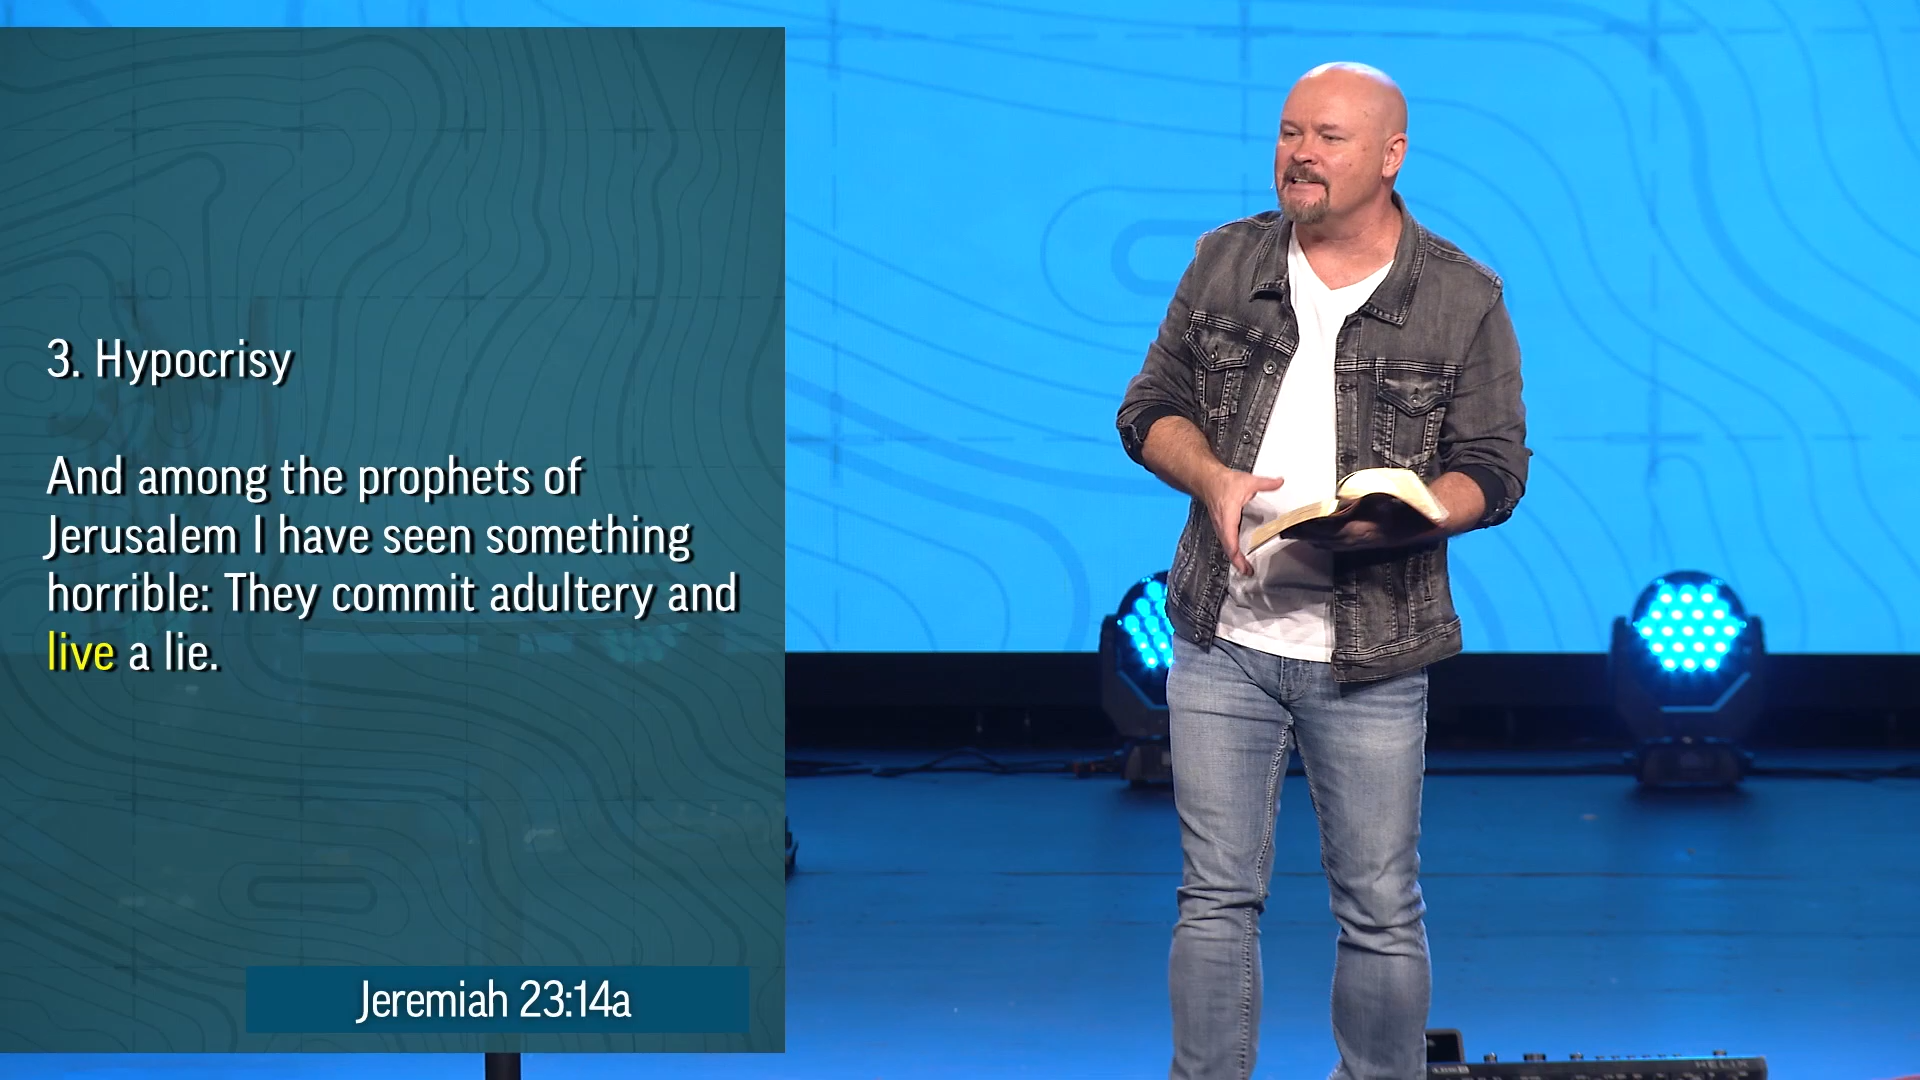 3. Hypocrisy
And among the prophets of
Jerusalem I have seen something
horrible: They commit adultery and
live a lie.
Jeremiah 23:14a
HELIX